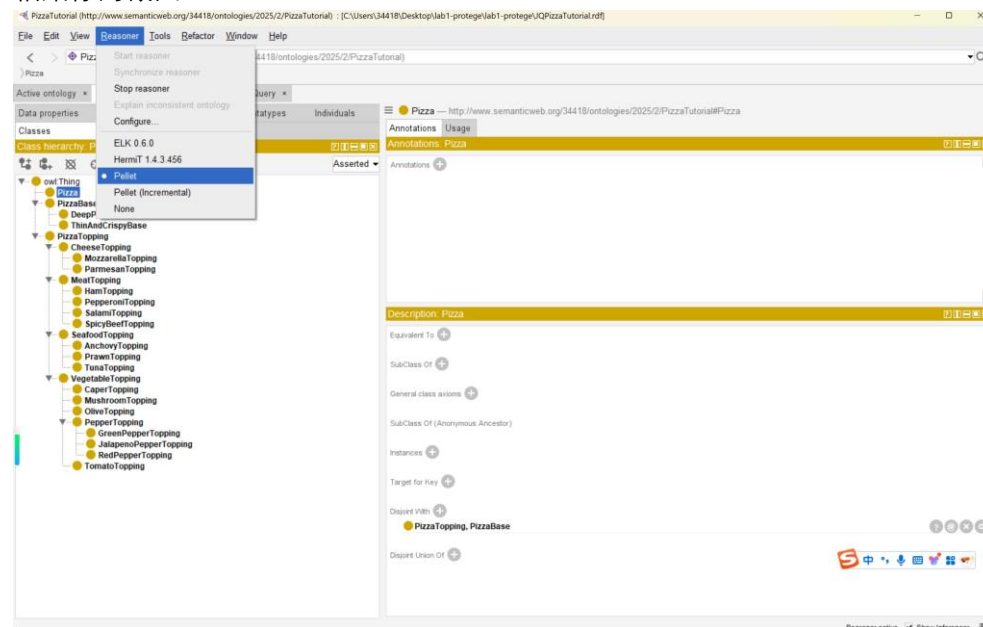 PizzaTutorial (http://www.semanticweb.org/34418/ontologies/2025/2/PizzaTutorial) : [C:\Users\34418\Desktop\lab1-protege\lab1-protege\JQPizzaTutorial.rdf]
File Edit View Reasoner Tools Refactor Window Help
Pizz 34418/ontologies/2025/2/PizzaTutorial)
Start reasoner
Pizza
Synchronize reasoner
Active ontology × Stop reasoner Query ×
Explain inconsistent ontology
Data properties Configure... atatypes Individuals
Pizza — http://www.semanticweb.org/34418/ontologies/2025/2/PizzaTutorial#Pizza
Classes
Annotations Usage
Class hierarchy: P
Annotations: Pizza
ELK 0.6.0
HermiT 1.4.3.456
Asserted
Annotations
Pellet
Pellet (Incremental)
None
owl:Thing
Pizza
PizzaBase
DeepP
ThinAndCrispyBase
PizzaTopping
CheeseTopping
MozzarellaTopping
ParmesanTopping
MeatTopping
HamTopping
PepperoniTopping
SalamiTopping
SpicyBeefTopping
SeafoodTopping
AnchovyTopping
PrawnTopping
TunaTopping
VegetableTopping
CaperTopping
MushroomTopping
OliveTopping
PepperTopping
GreenPepperTopping
JalapenoPepperTopping
RedPepperTopping
TomatoTopping
Description: Pizza
Equivalent To
SubClass Of
General class axioms
SubClass Of (Anonymous Ancestor)
Instances
Target for Key
Disjoint With
PizzaTopping, PizzaBase
Disjoint Union Of
中